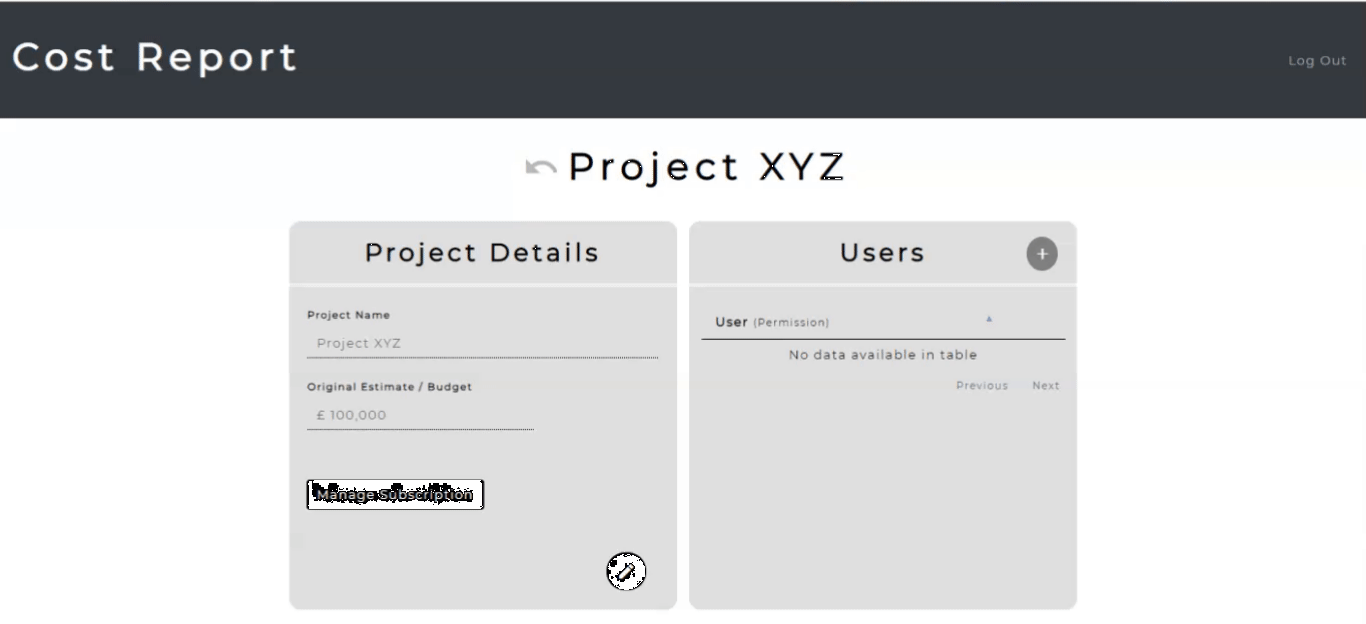 Cost Report
Log Out
Project XYZ
Project Details
Project Name
Project XYZ
Original Estimate / Budget
£ 100,000
Manage Subscription
Users
+
User (Permission)
No data available in table
Previous Next